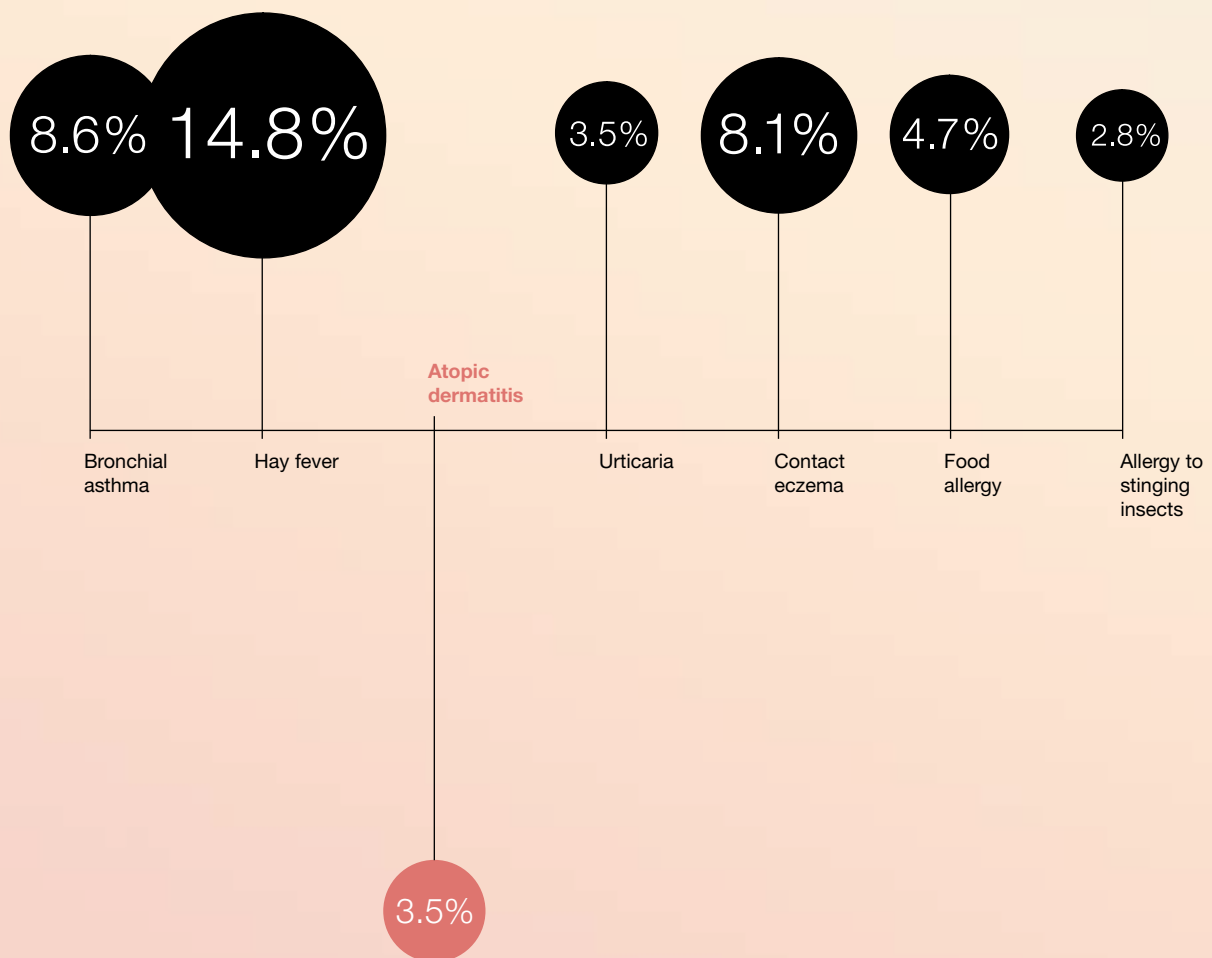 8.6%
14.8%
3.5%
8.1%
4.7%
2.8%
Atopic
dermatitis
Bronchial
asthma
Hay fever
Urticaria
Contact
eczema
Food
allergy
Allergy to
stinging
insects
3.5%